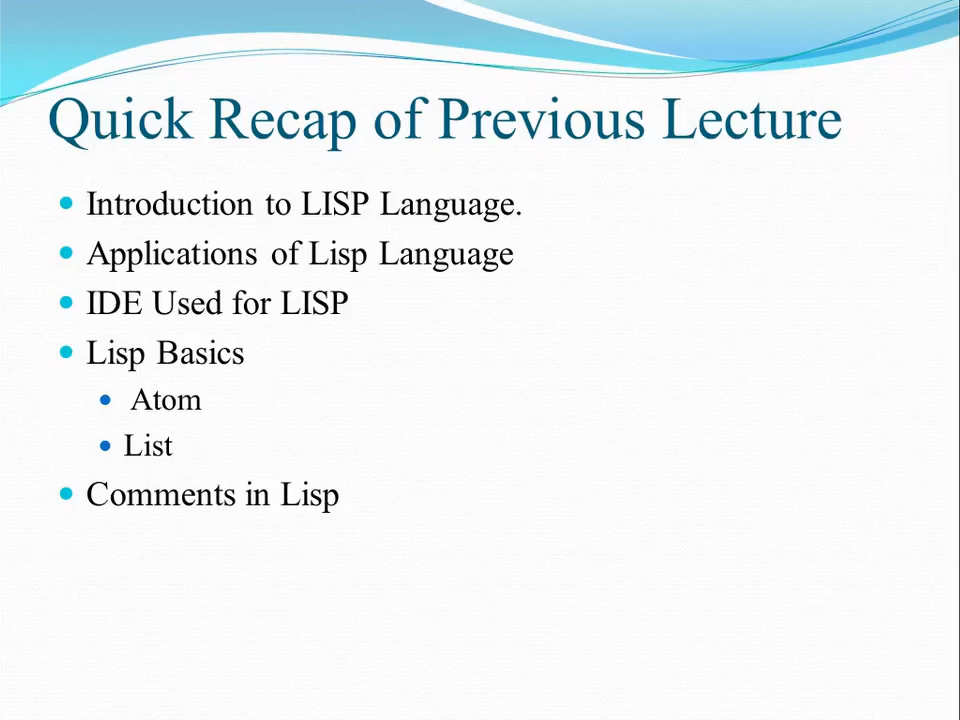 Quick Recap of Previous Lecture
Introduction to LISP Language.
Applications of Lisp Language
IDE Used for LISP
Lisp Basics
Atom
List
Comments in Lisp